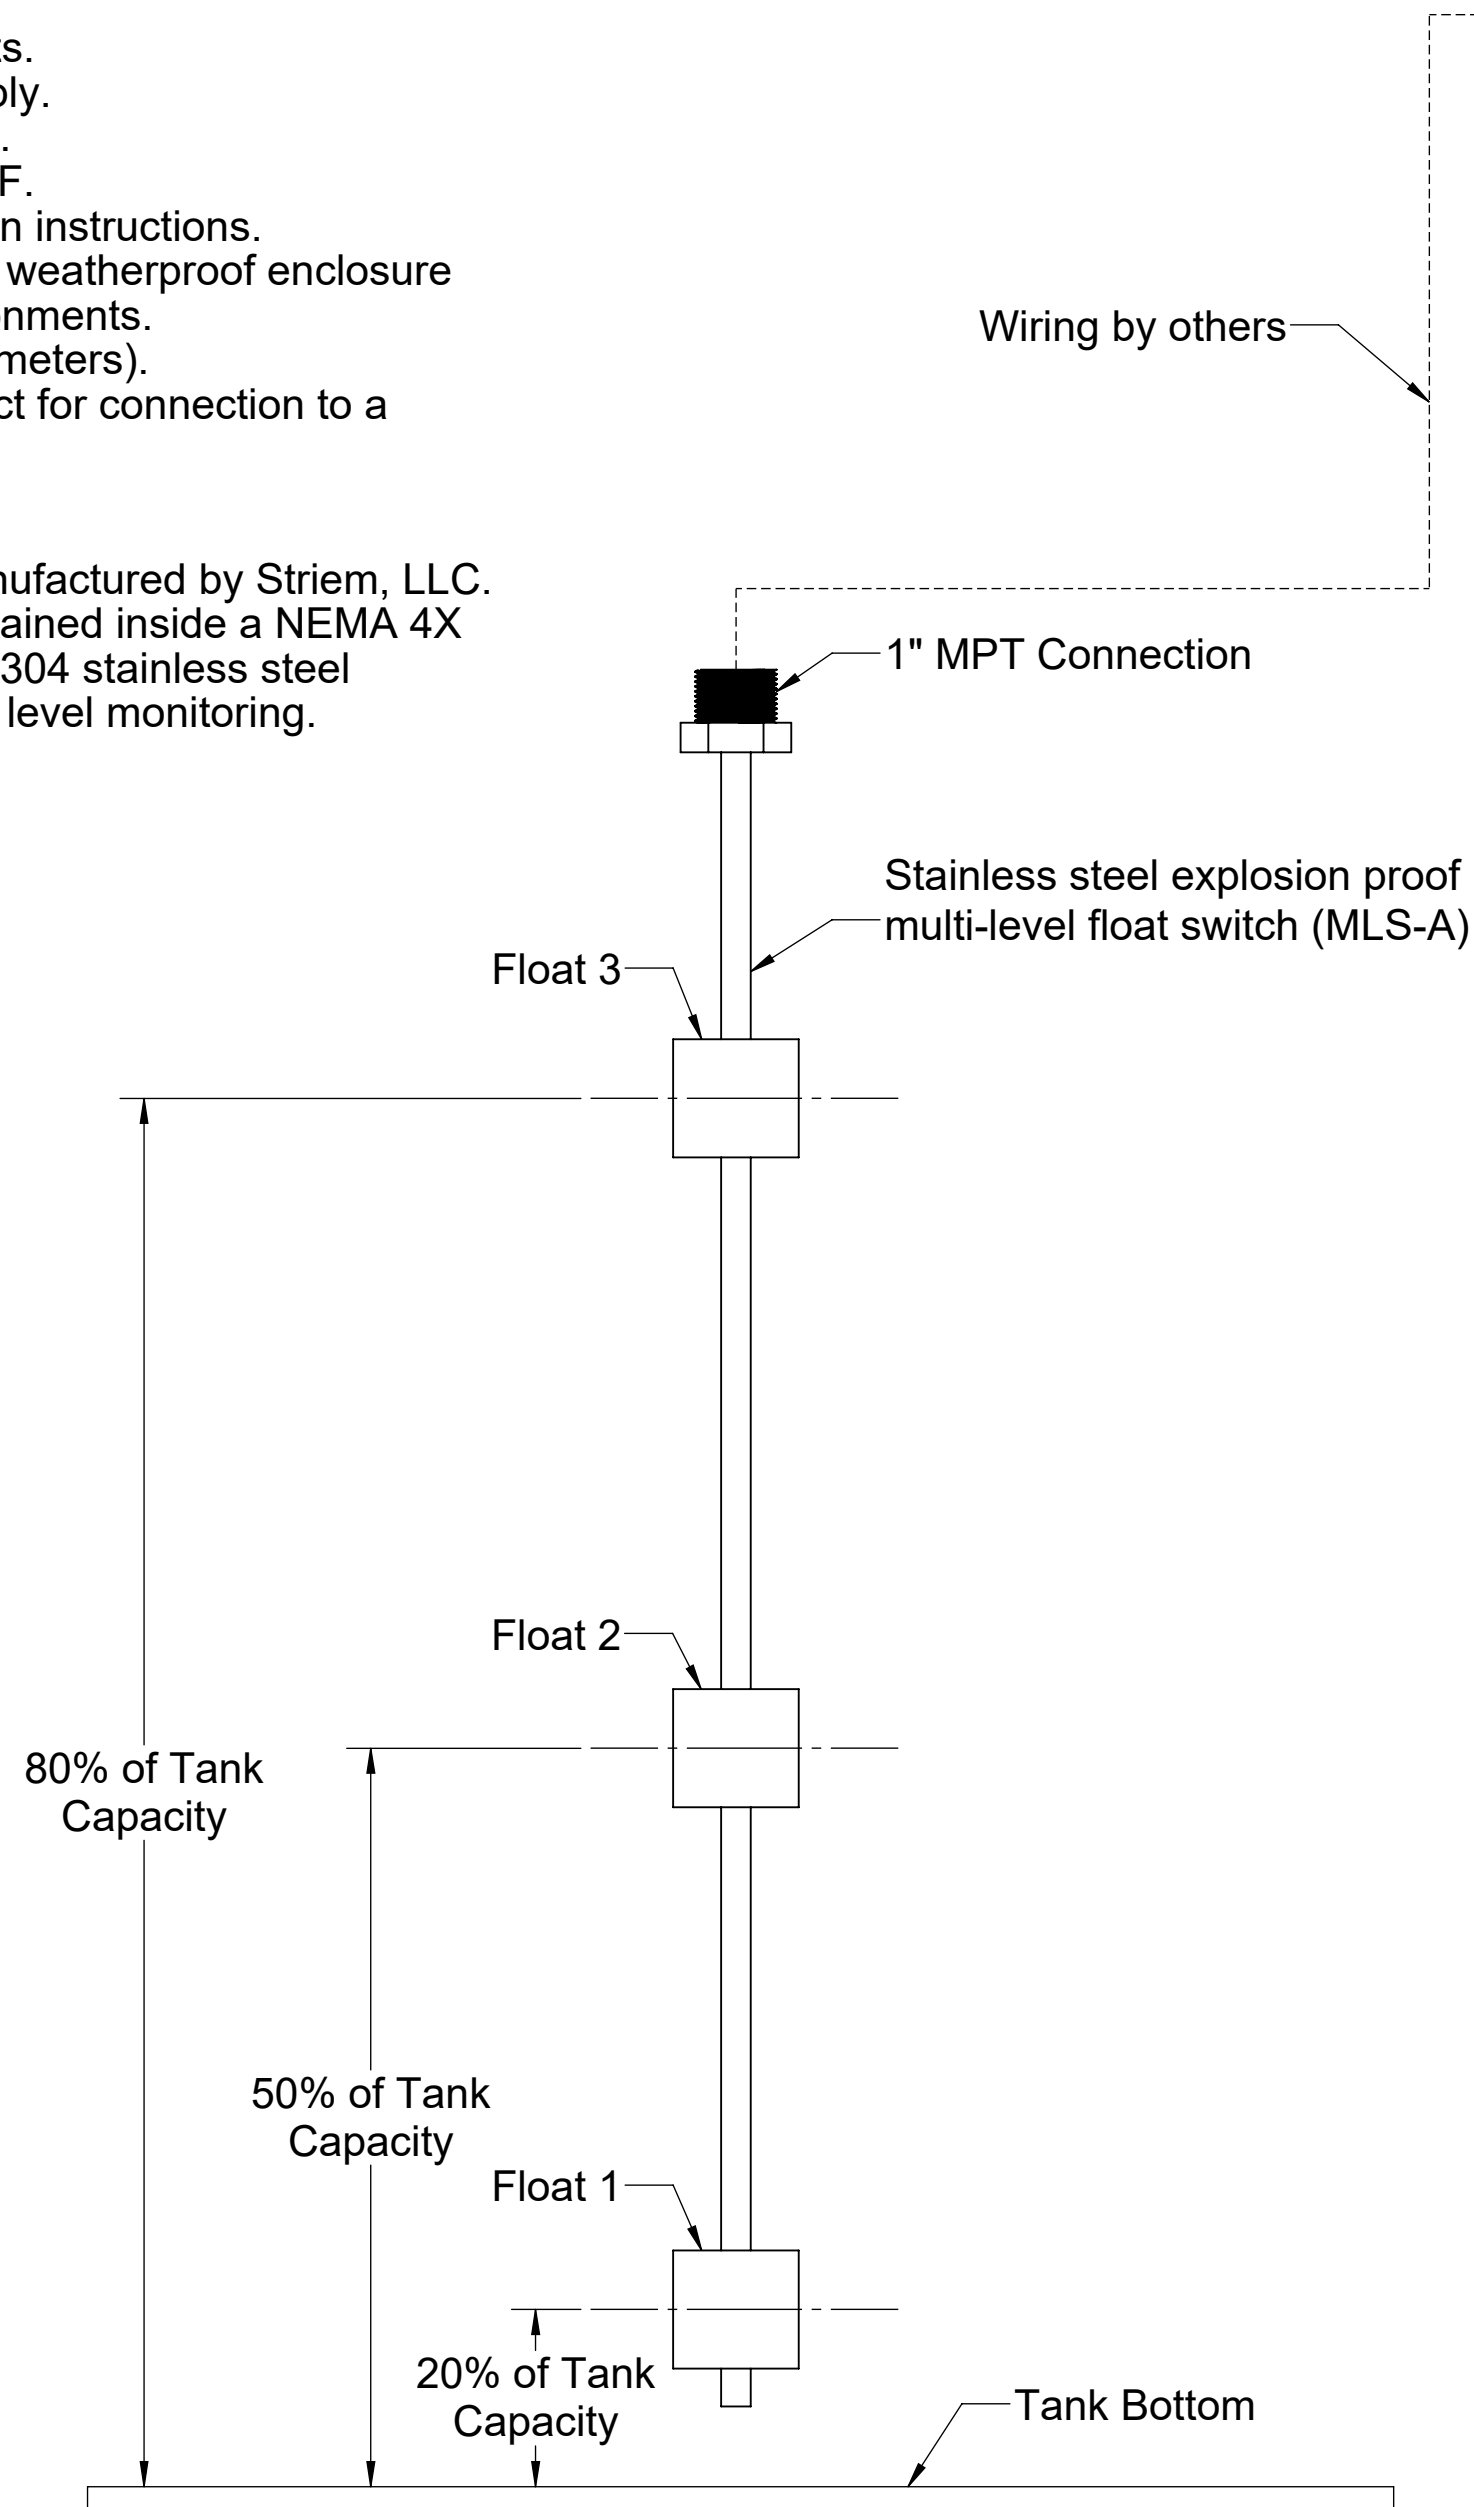 ts.
ply.
.
F.
n instructions.
weatherproof enclosure
onments.
meters).
ct for connection to a
Wiring by others
nufactured by Striem, LLC.
ained inside a NEMA 4X
304 stainless steel
level monitoring.
1" MPT Connection
Stainless steel explosion proof
multi-level float switch (MLS-A)
Float 3
Float 2
80% of Tank
Capacity
50% of Tank
Capacity
Float 1
20% of Tank
Capacity
Tank Bottom